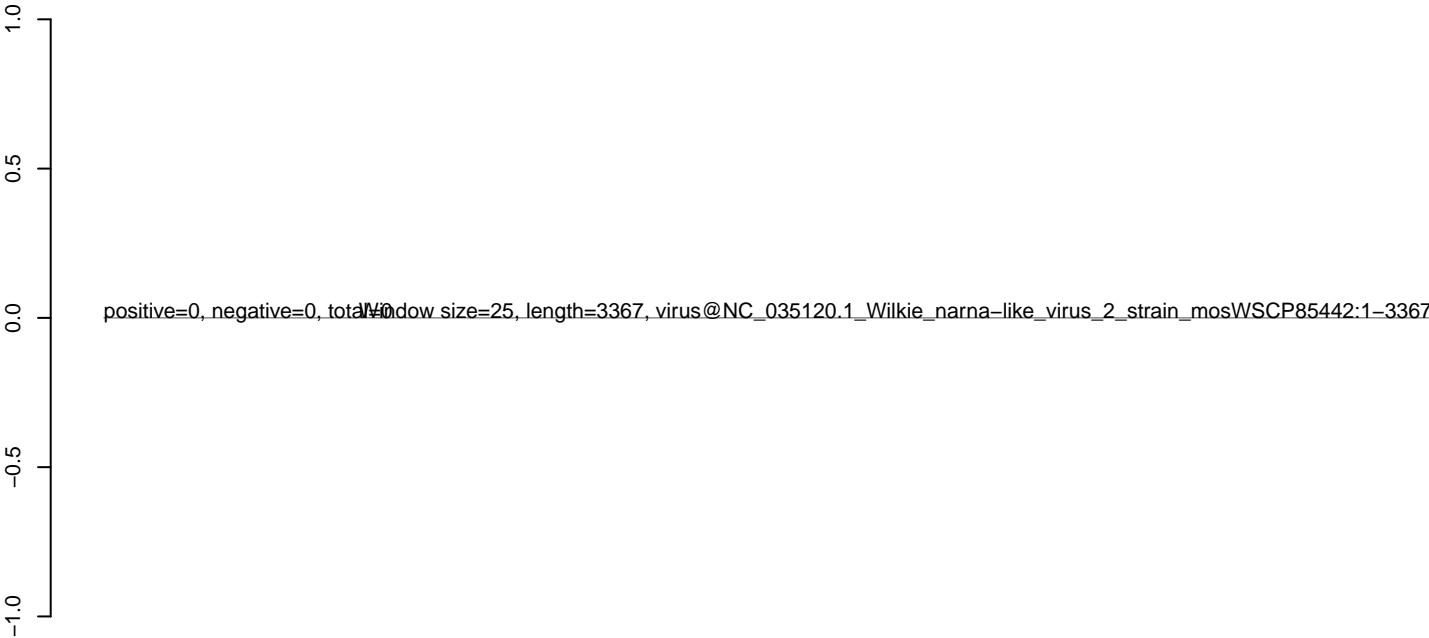 1.0
0.5
0.0
−0.5
−1.0
positive=0, negative=0, total=0
Window size=25, length=3367, virus@NC_035120.1_Wilkie_narna−like_virus_2_strain_mosWSCP85442:1−3367